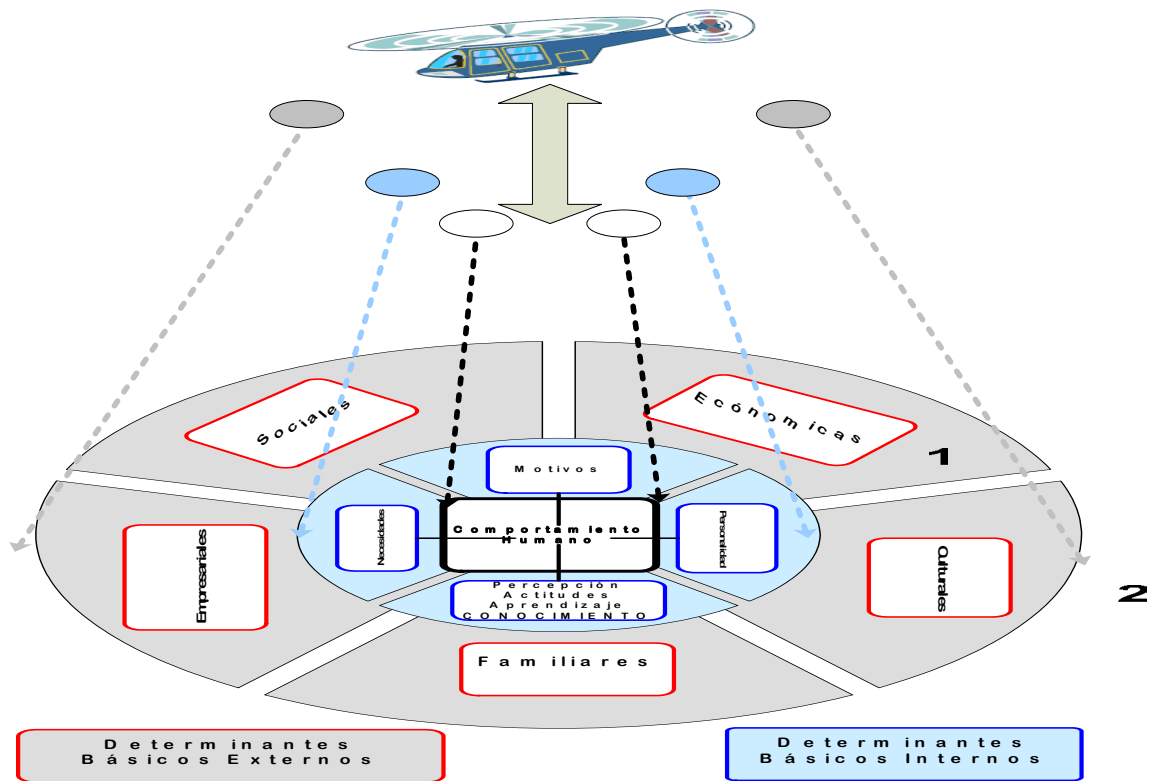 Sociales
Ecónomicas
1
Motivos
Necesidades
Comportamiento
Humano
Personalidad
Empresariales
Culturales
2
Percepción
Actitudes
Aprendizaje
CONOCIMIENTO
Familiares
Determinantes
Básicos Externos
Determinantes
Básicos Internos